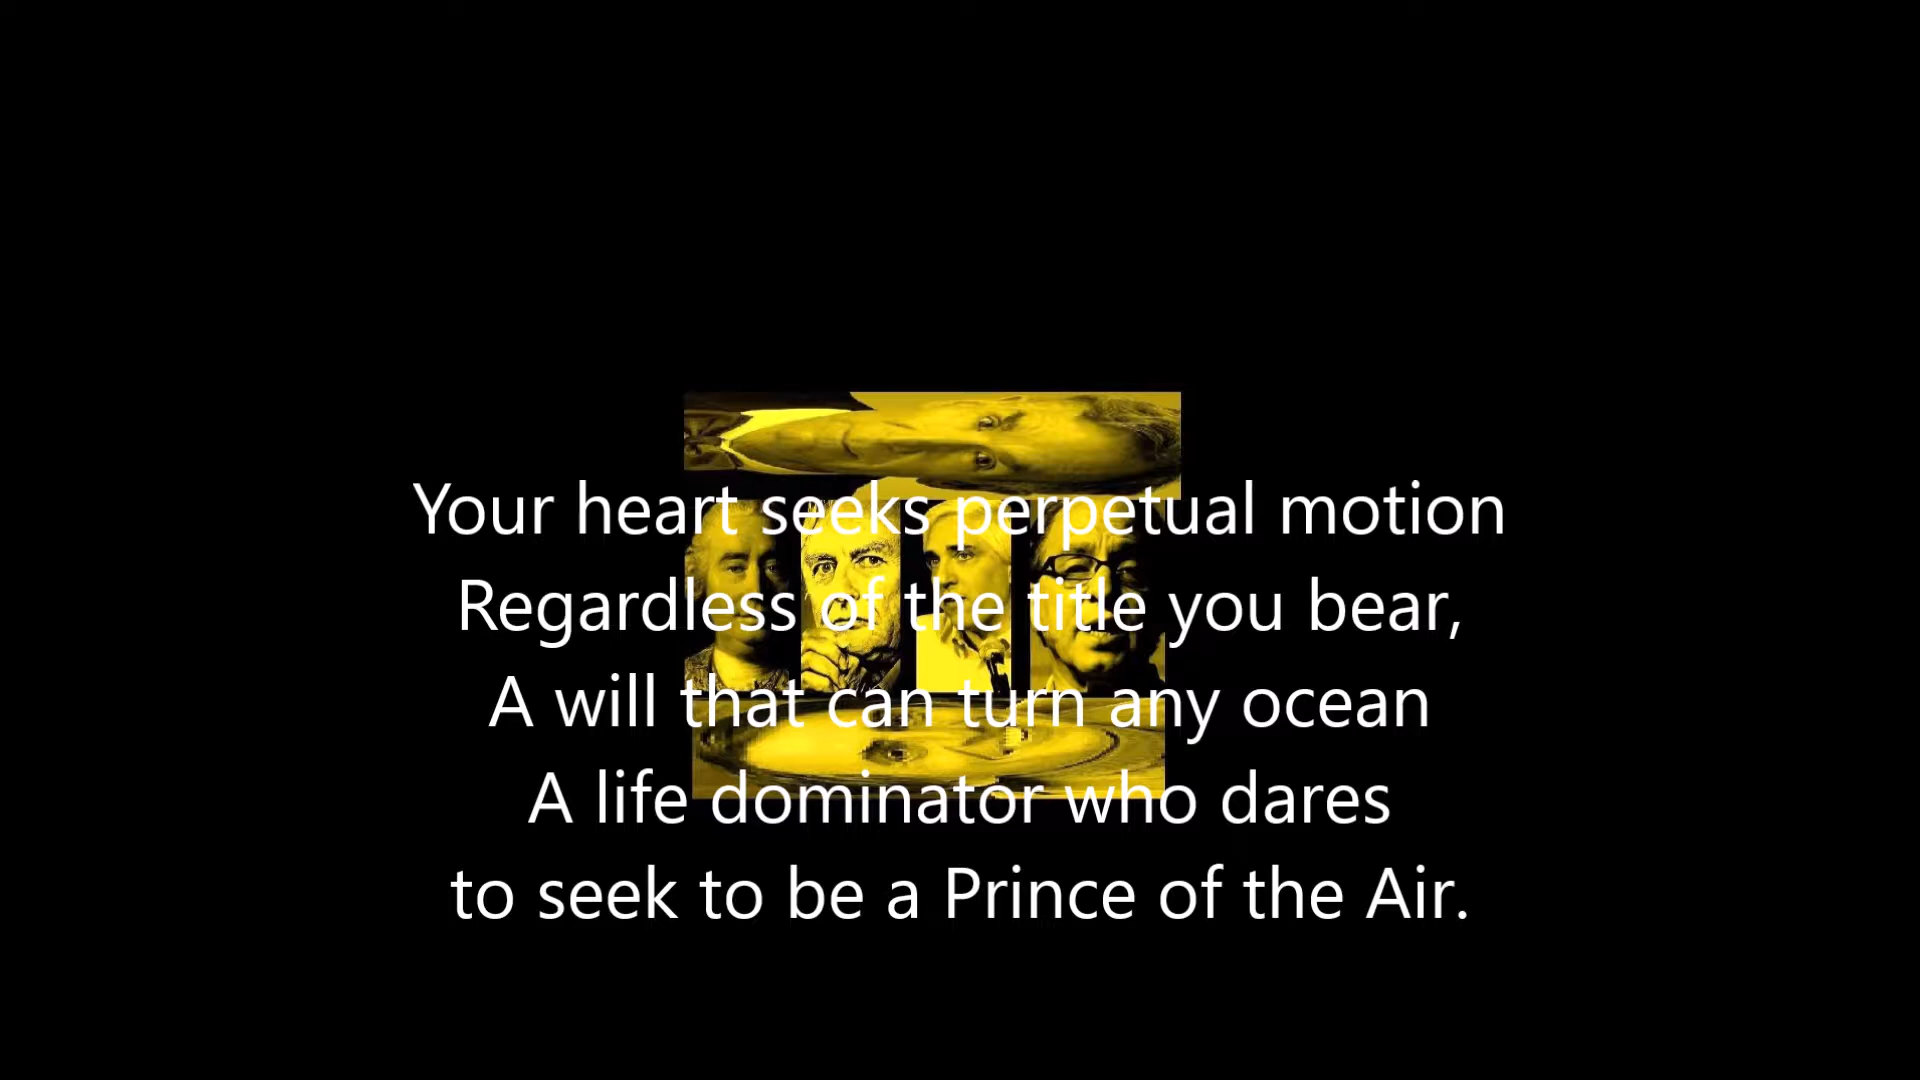 Your heart seeks perpetual motion
Regardless of the title you bear,
A will that can turn any ocean
A life dominator who dares
to seek to be a Prince of the Air.